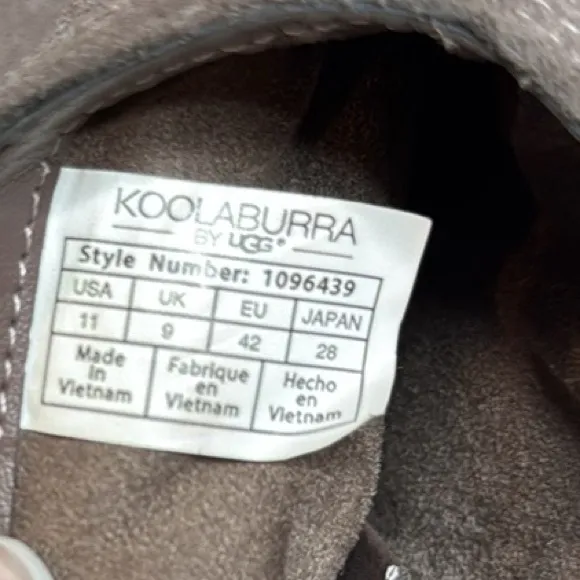 KOOLABURRA
BY UGG®
Style Number: 1096439
USA UK EU JAPAN
11 9 42 28
Made Fabrique Hecho
in en en
Vietnam Vietnam Vietnam